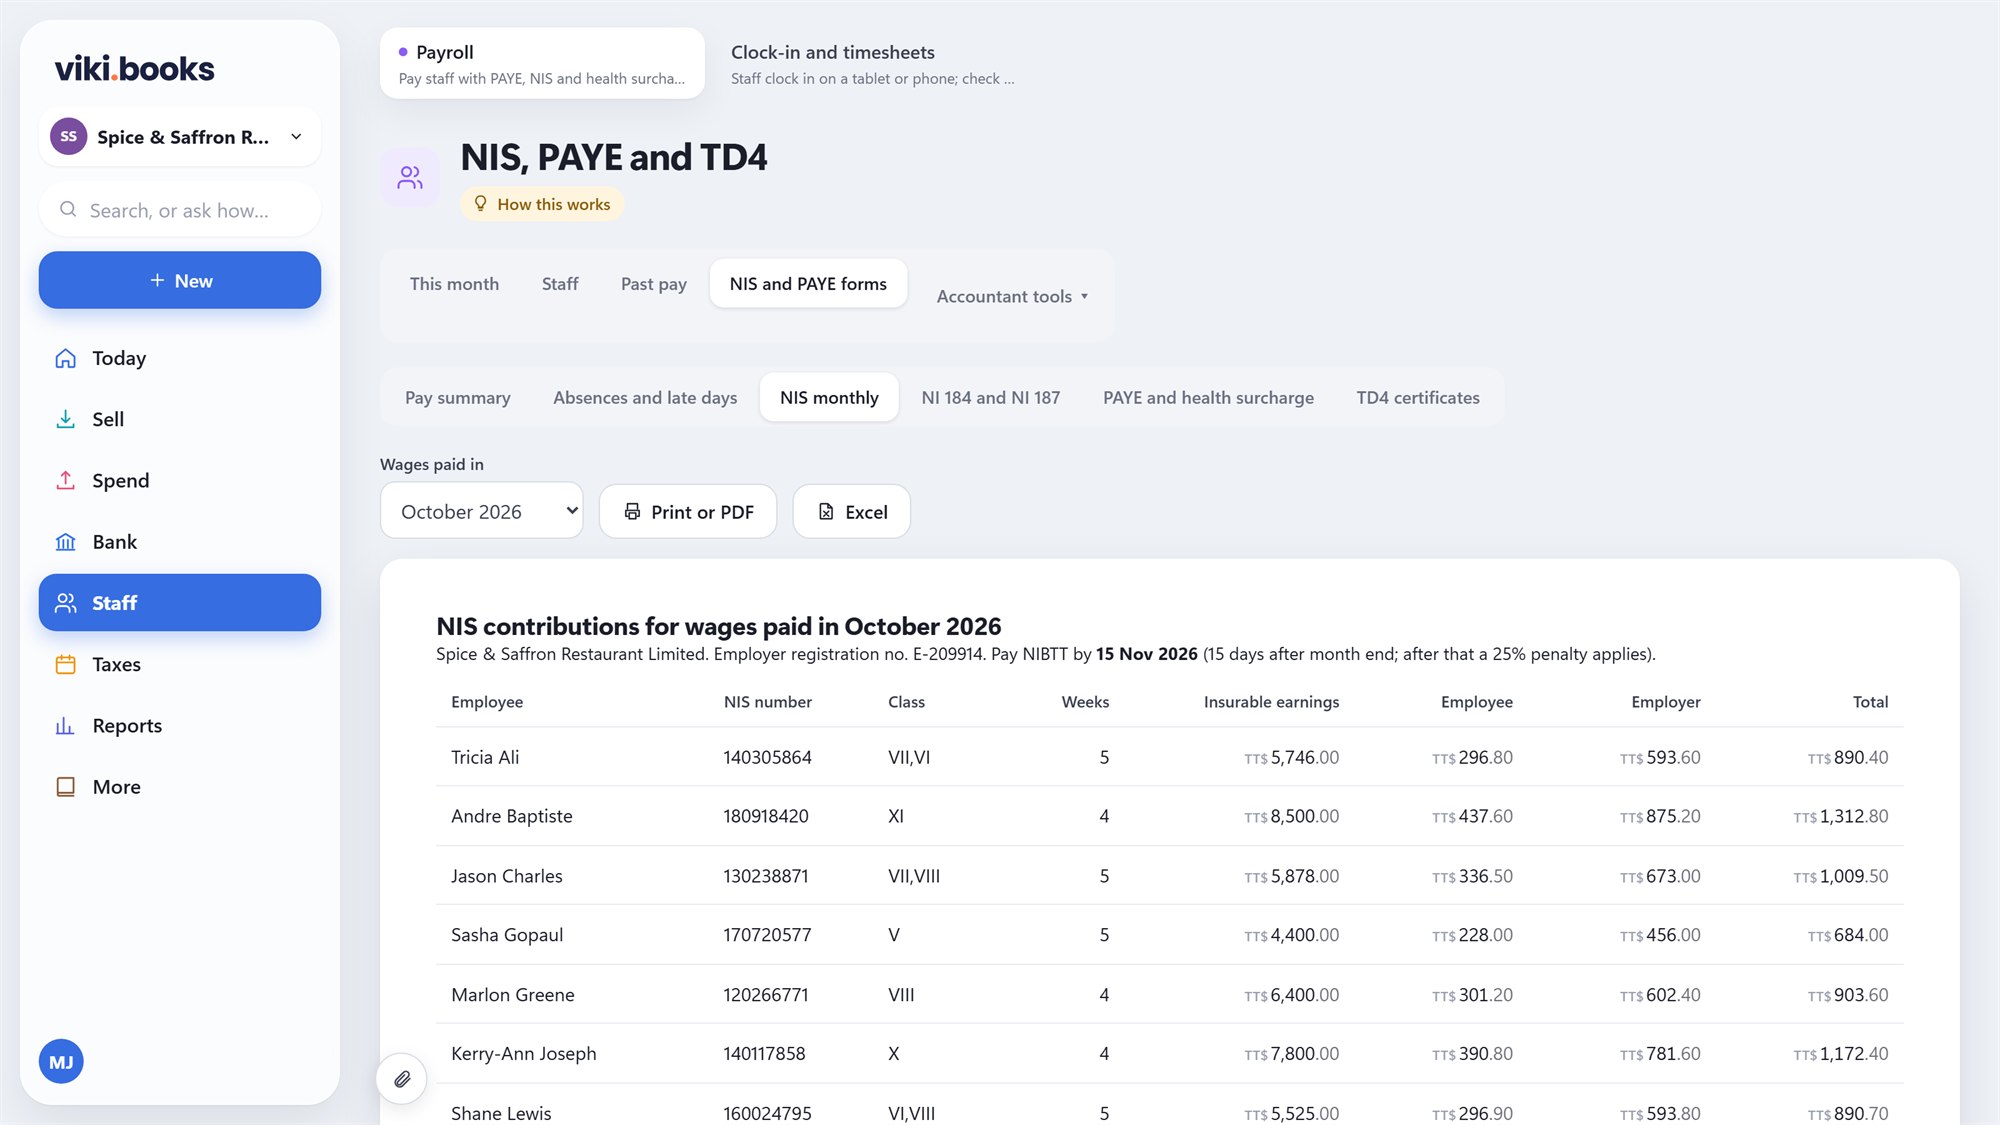 viki.books
SS Spice & Saffron R...
Search, or ask how...
+ New
Today
Sell
Spend
Bank
Staff
Taxes
Reports
More
MJ
Payroll
Pay staff with PAYE, NIS and health surcha...
Clock-in and timesheets
Staff clock in on a tablet or phone; check ...
NIS, PAYE and TD4
How this works
This month Staff Past pay NIS and PAYE forms Accountant tools
Pay summary Absences and late days NIS monthly NI 184 and NI 187 PAYE and health surcharge TD4 certificates
Wages paid in
October 2026 Print or PDF Excel
NIS contributions for wages paid in October 2026
Spice & Saffron Restaurant Limited. Employer registration no. E-209914. Pay NIBTT by 15 Nov 2026 (15 days after month end; after that a 25% penalty applies).
Employee NIS number Class Weeks Insurable earnings Employee Employer Total
Tricia Ali 140305864 VII,VI 5 TT$5,746.00 TT$296.80 TT$593.60 TT$890.40
Andre Baptiste 180918420 XI 4 TT$8,500.00 TT$437.60 TT$875.20 TT$1,312.80
Jason Charles 130238871 VII,VIII 5 TT$5,878.00 TT$336.50 TT$673.00 TT$1,009.50
Sasha Gopaul 170720577 V 5 TT$4,400.00 TT$228.00 TT$456.00 TT$684.00
Marlon Greene 120266771 VIII 4 TT$6,400.00 TT$301.20 TT$602.40 TT$903.60
Kerry-Ann Joseph 140117858 X 4 TT$7,800.00 TT$390.80 TT$781.60 TT$1,172.40
Shane Lewis 160024795 VI,VIII 5 TT$5,525.00 TT$296.90 TT$593.80 TT$890.70